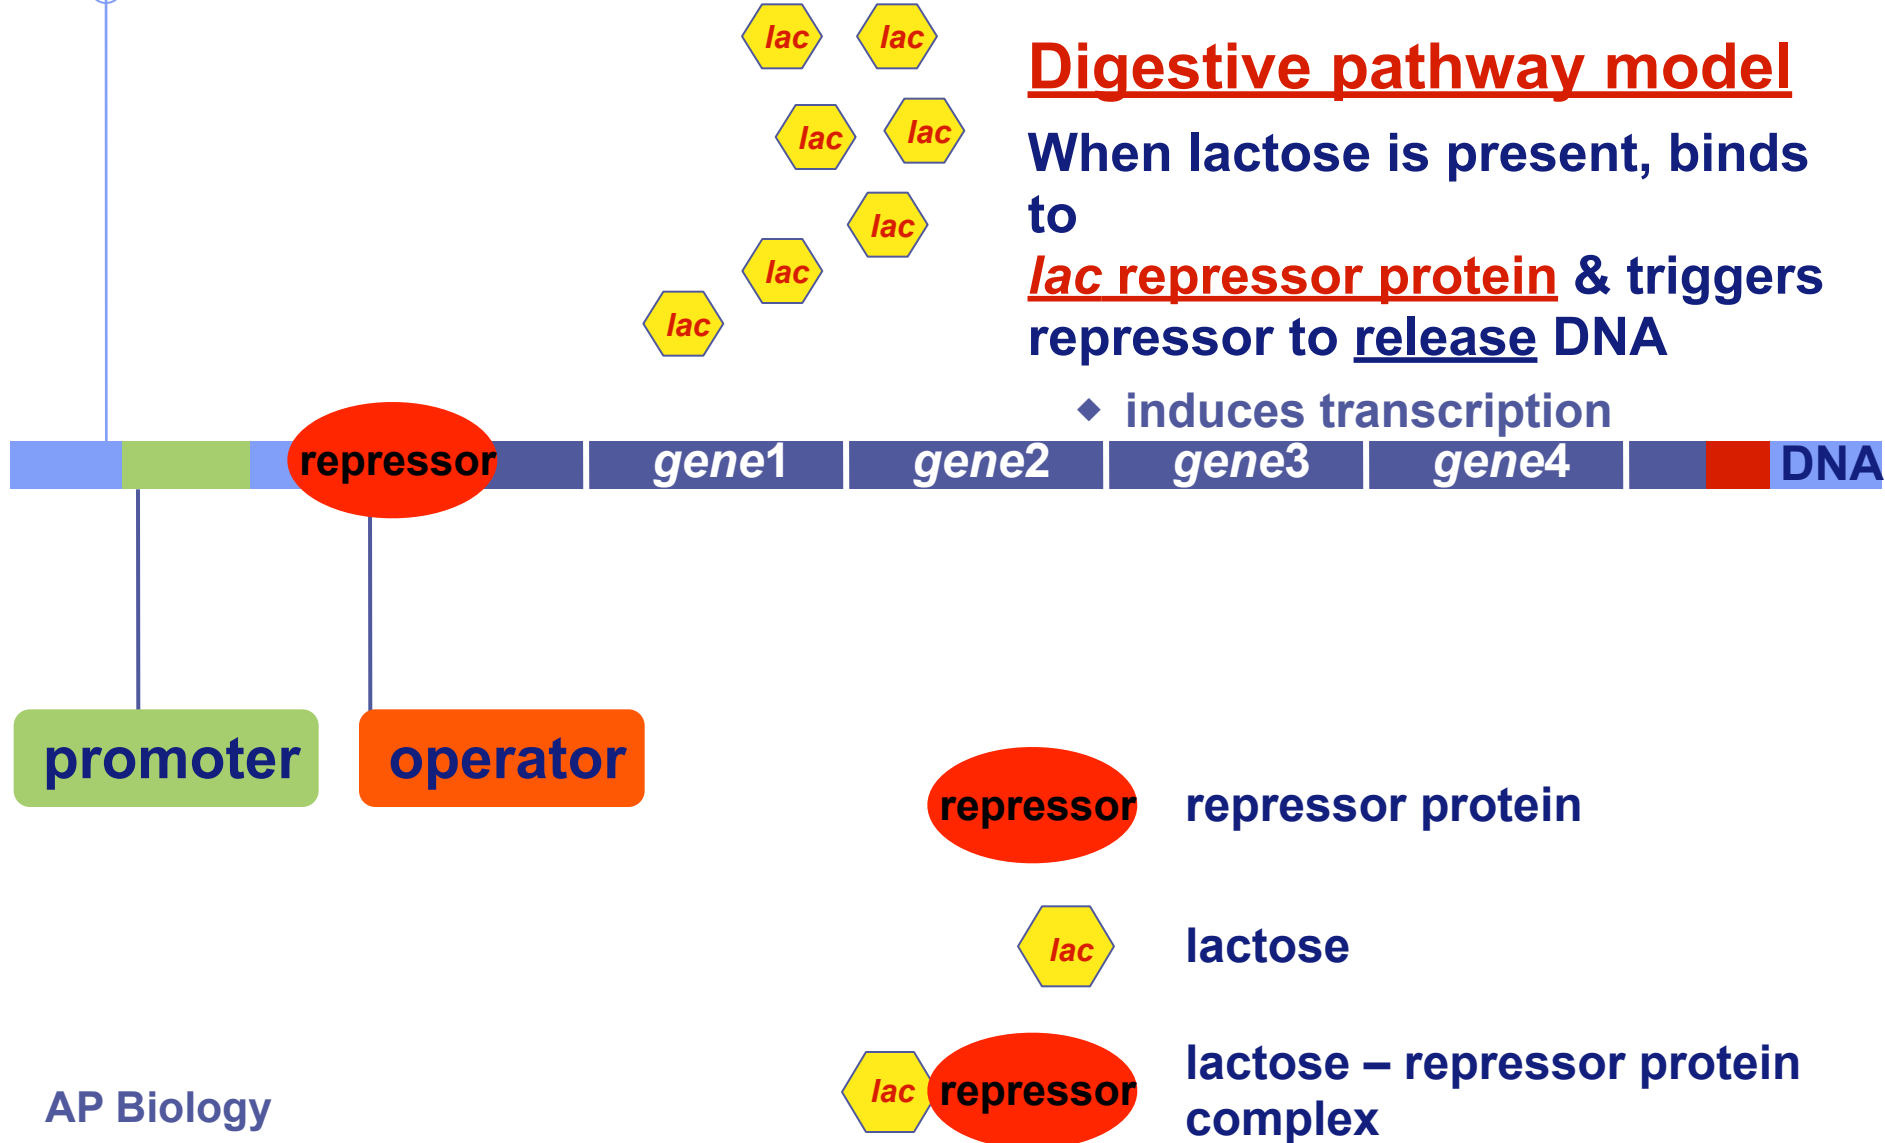 lac lac
lac lac
lac
lac
lac
Digestive pathway model
When lactose is present, binds
to
lac repressor protein & triggers
repressor to release DNA
◆ induces transcription
repressor gene1 gene2 gene3 gene4 DNA
promoter operator
repressor repressor protein
lac lactose
lac repressor lactose – repressor protein
complex
AP Biology